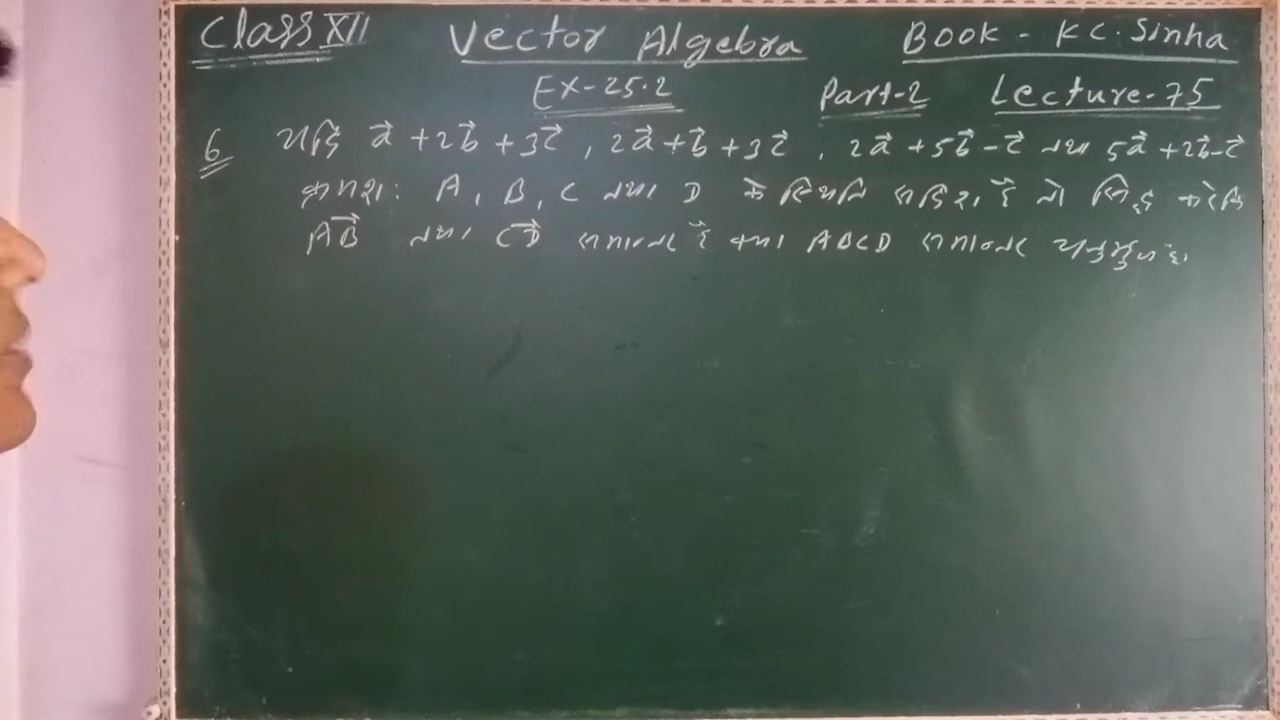 Class XII Vector Algebra Book - KC. Sinha
EX-25.2 Part-2 Lecture-75
6 यदि a⃗ + 2b⃗ + 3c⃗ , 2a⃗ + b⃗ + 3c⃗ , 2a⃗ + 5b⃗ - c⃗ तथा 5a⃗ + 2b⃗ - c⃗
क्रमशः A, B, C तथा D के स्थिति सदिश हैं तो सिद्ध करें कि
AB⃗ तथा CD⃗ समान्तर हैं तथा ABCD समान्तर चतुर्भुज है।